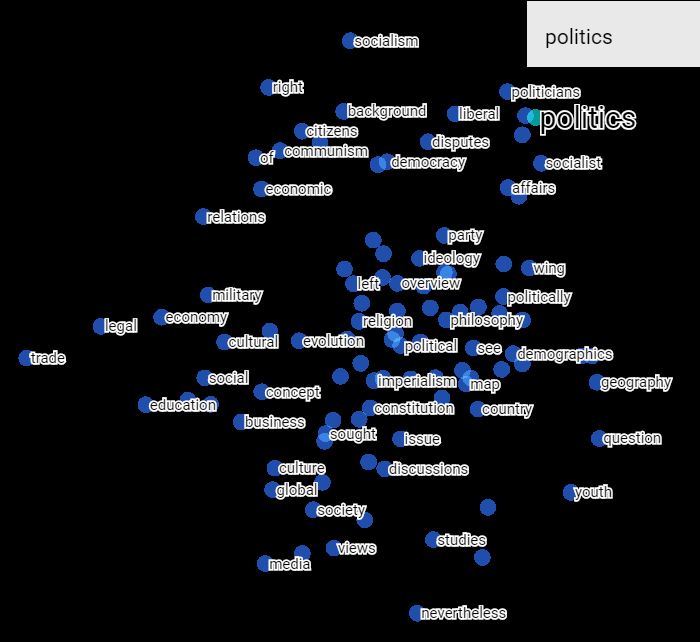 politics
socialism
right
politicians
background
liberal
politics
citizens
disputes
communism
of
democracy
socialist
economic
affairs
relations
party
ideology
wing
left
overview
military
politically
economy
religion
philosophy
legal
cultural
evolution
political
see
demographics
trade
social
imperialism
map
geography
concept
education
constitution
country
business
sought
issue
question
culture
discussions
global
youth
society
studies
views
media
nevertheless